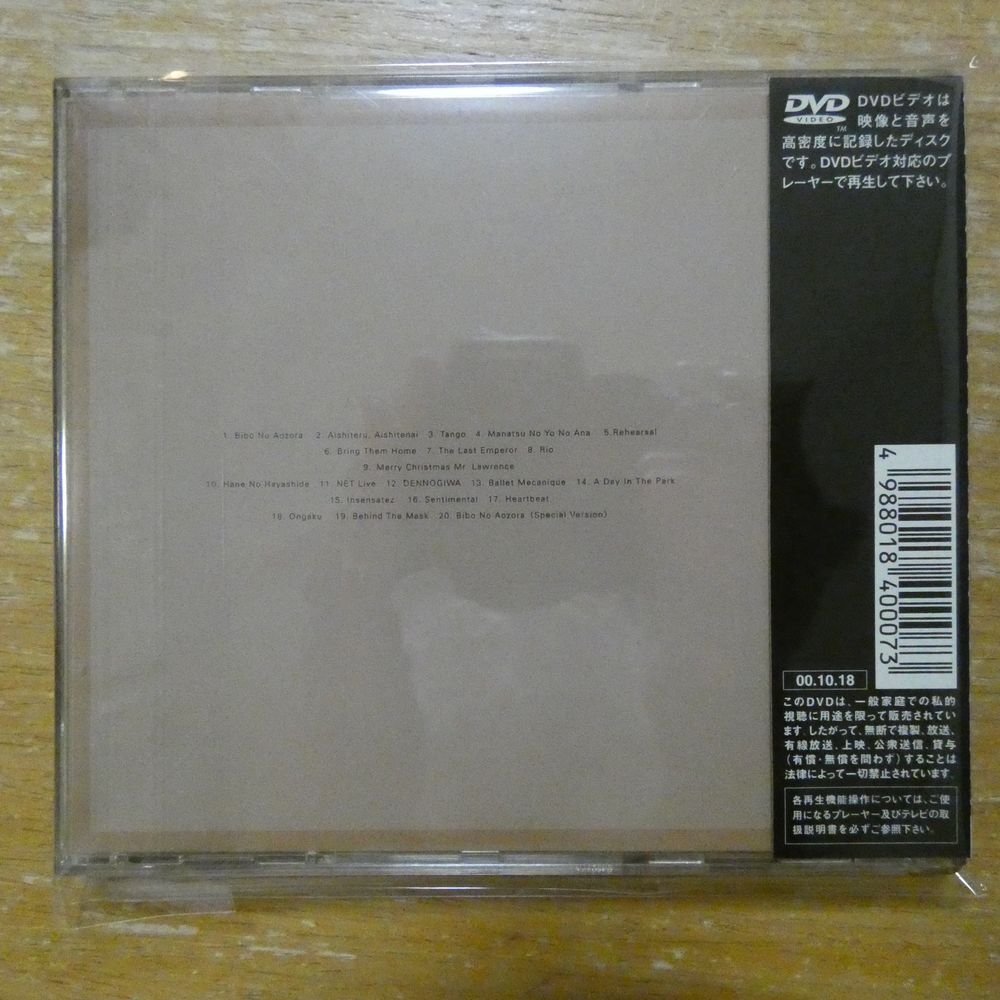 1. Bibo No Aozora 2. Aishiteru, Aishitenai 3. Tango 4. Manatsu No Yo No Ana 5. Rehearsal
6. Bring Them Home 7. The Last Emperor 8. Rio
9. Merry Christmas Mr. Lawrence
10. Hane No Hayashide 11. NET Live 12. DENNOGIWA 13. Ballet Mecanique 14. A Day In The Park
15. Insensatez 16. Sentimental 17. Heartbeat
18. Ongaku 19. Behind The Mask 20. Bibo No Aozora (Special Version)
DVD VIDEO TM
DVDビデオは
映像と音声を
高密度に記録したディスク
です。DVDビデオ対応のプ
レーヤーで再生して下さい。
4 988018 400073
00.10.18
このDVDは、一般家庭での私的
視聴に用途を限って販売されてい
ます。したがって、無断で複製、放送、
有線放送、上映、公衆送信、貸与
(有償・無償を問わず)することは
法律によって一切禁止されています。
各再生機能操作については、ご使
用になるプレーヤー及びテレビの取
扱説明書を必ずご参照下さい。